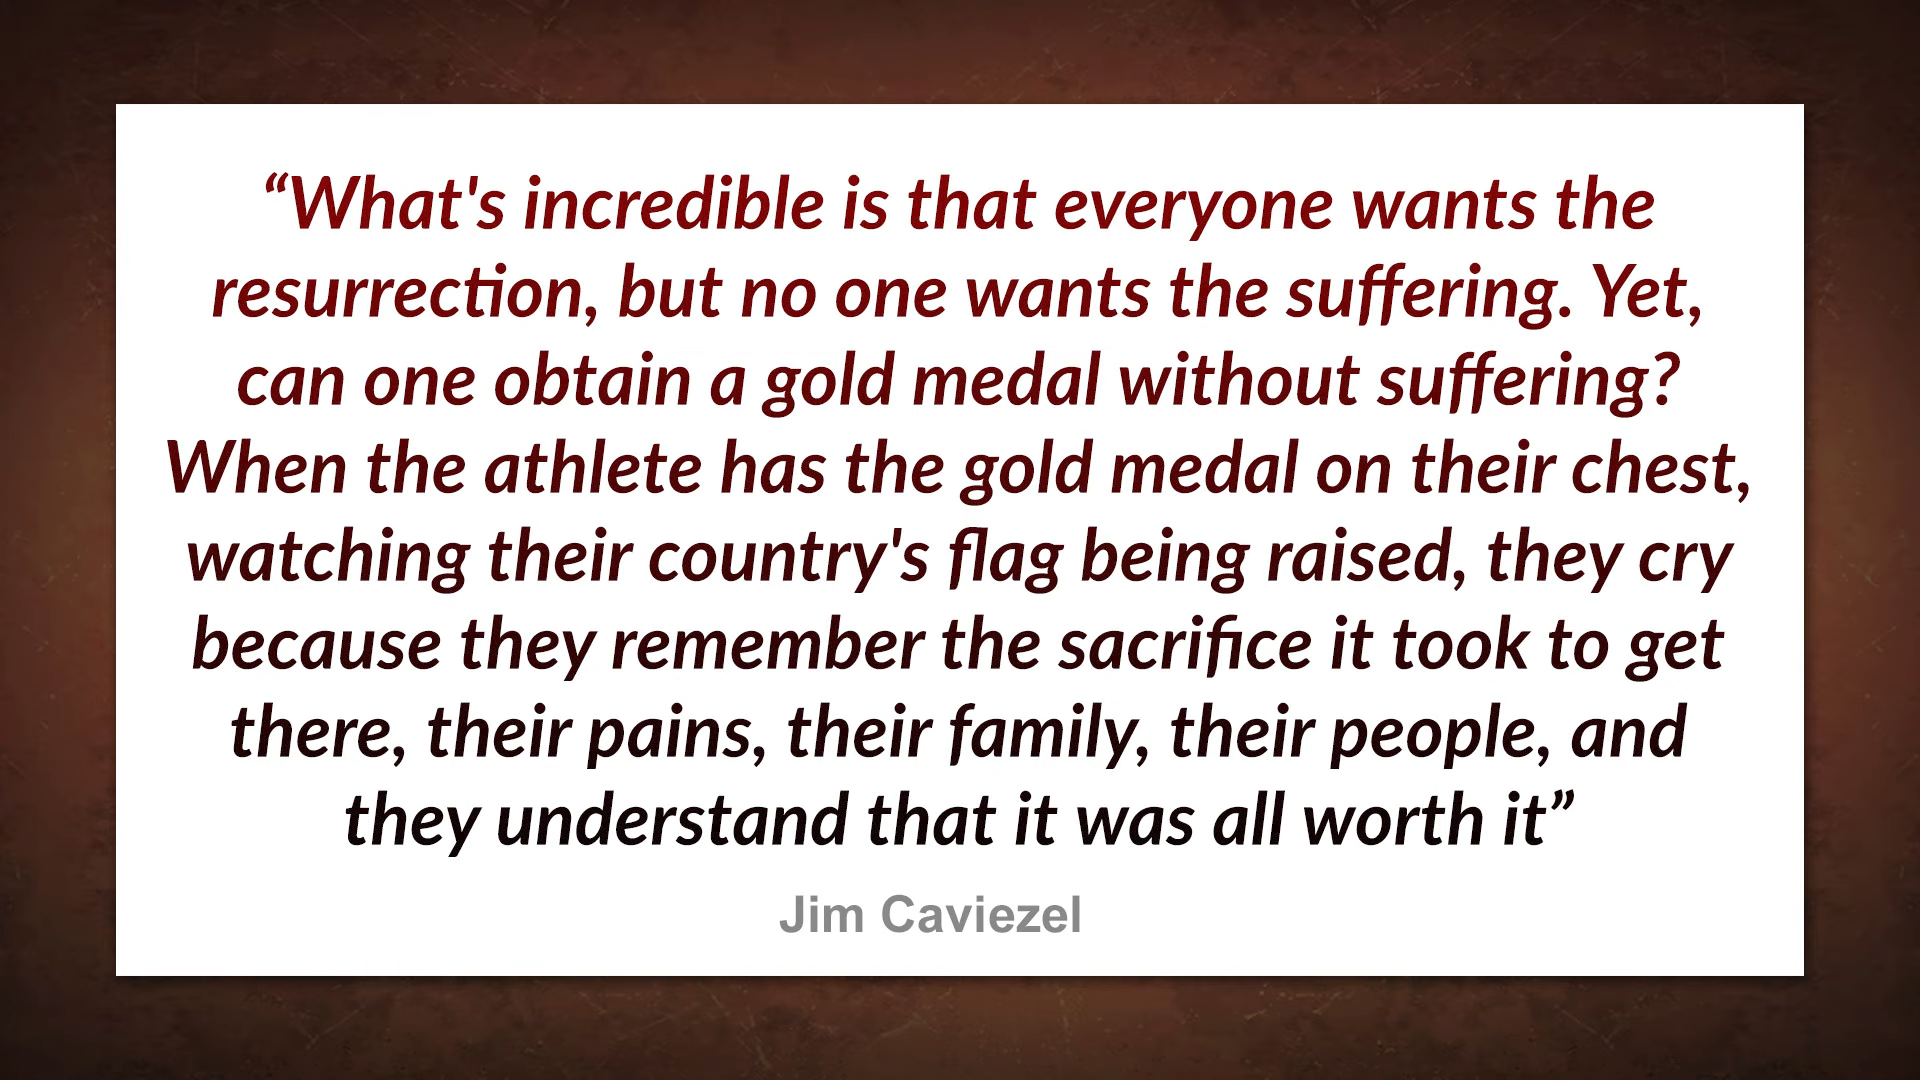 “What's incredible is that everyone wants the
resurrection, but no one wants the suffering. Yet,
can one obtain a gold medal without suffering?
When the athlete has the gold medal on their chest,
watching their country's flag being raised, they cry
because they remember the sacrifice it took to get
there, their pains, their family, their people, and
they understand that it was all worth it”
Jim Caviezel